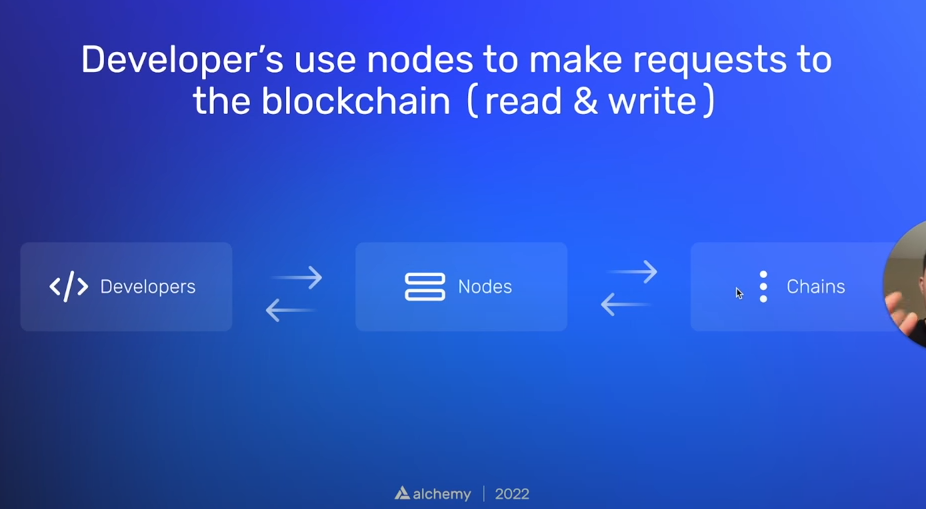 Developer’s use nodes to make requests to
the blockchain (read & write)
</> Developers
Nodes
Chains
alchemy | 2022